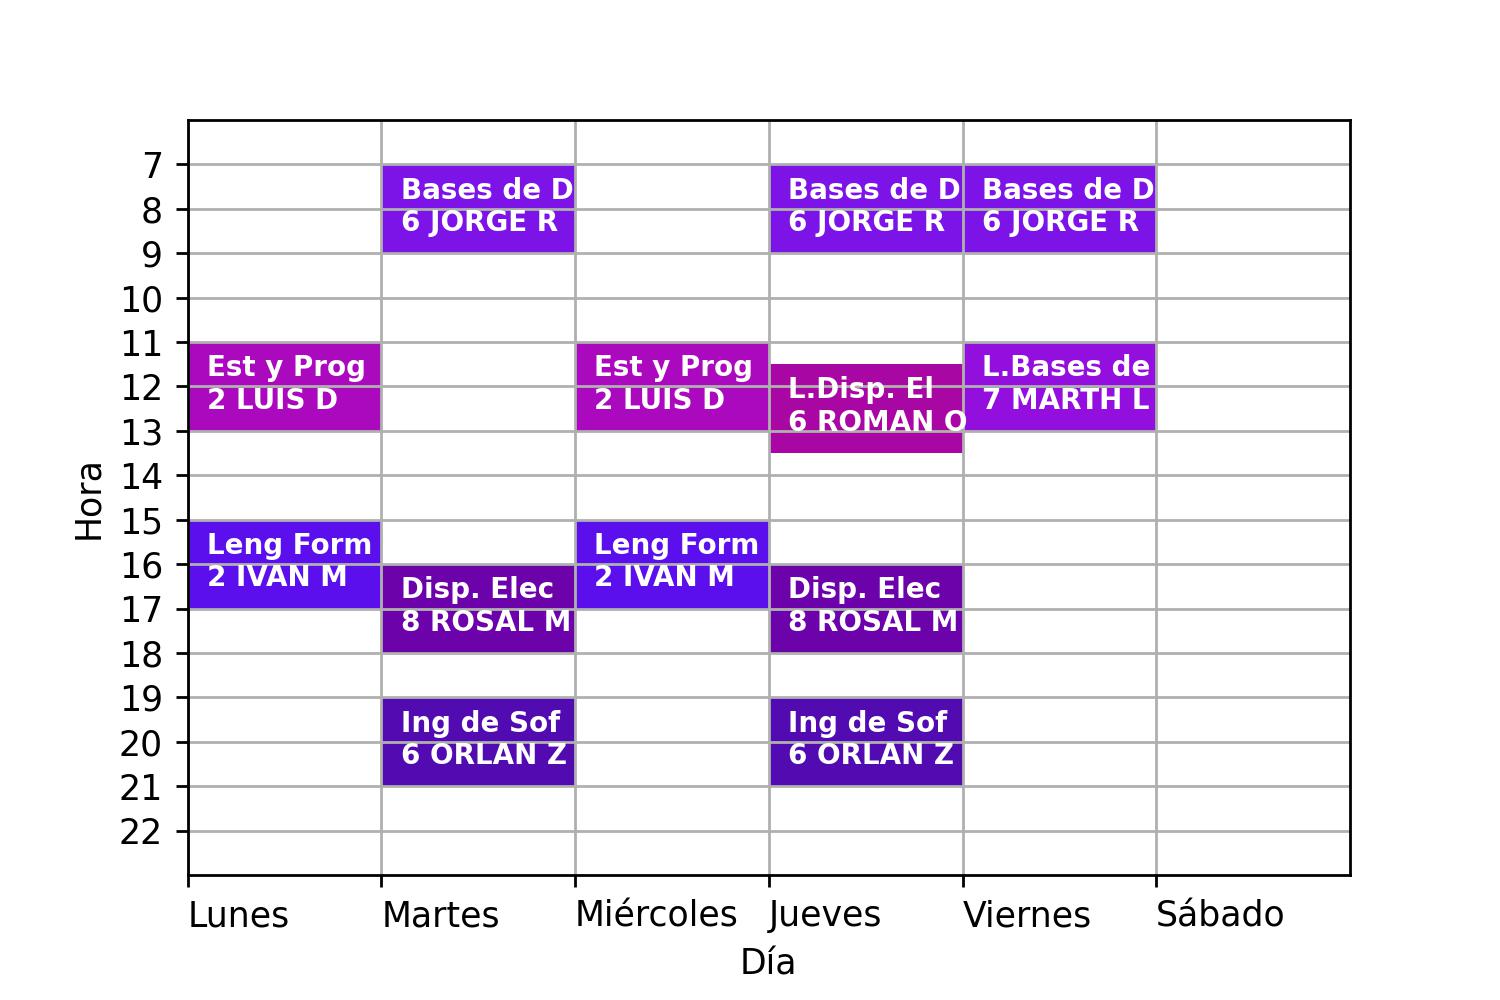 7
Bases de D
6 JORGE R
Bases de D
6 JORGE R
Bases de D
6 JORGE R
8
9
10
11
Est y Prog
2 LUIS D
Est y Prog
2 LUIS D
L.Disp. El
6 ROMAN O
L.Bases de
7 MARTH L
12
13
14
Hora
15
Leng Form
2 IVAN M
Leng Form
2 IVAN M
16
Disp. Elec
8 ROSAL M
Disp. Elec
8 ROSAL M
17
18
19
Ing de Sof
6 ORLAN Z
Ing de Sof
6 ORLAN Z
20
21
22
Lunes Martes Miércoles Jueves Viernes Sábado
Día